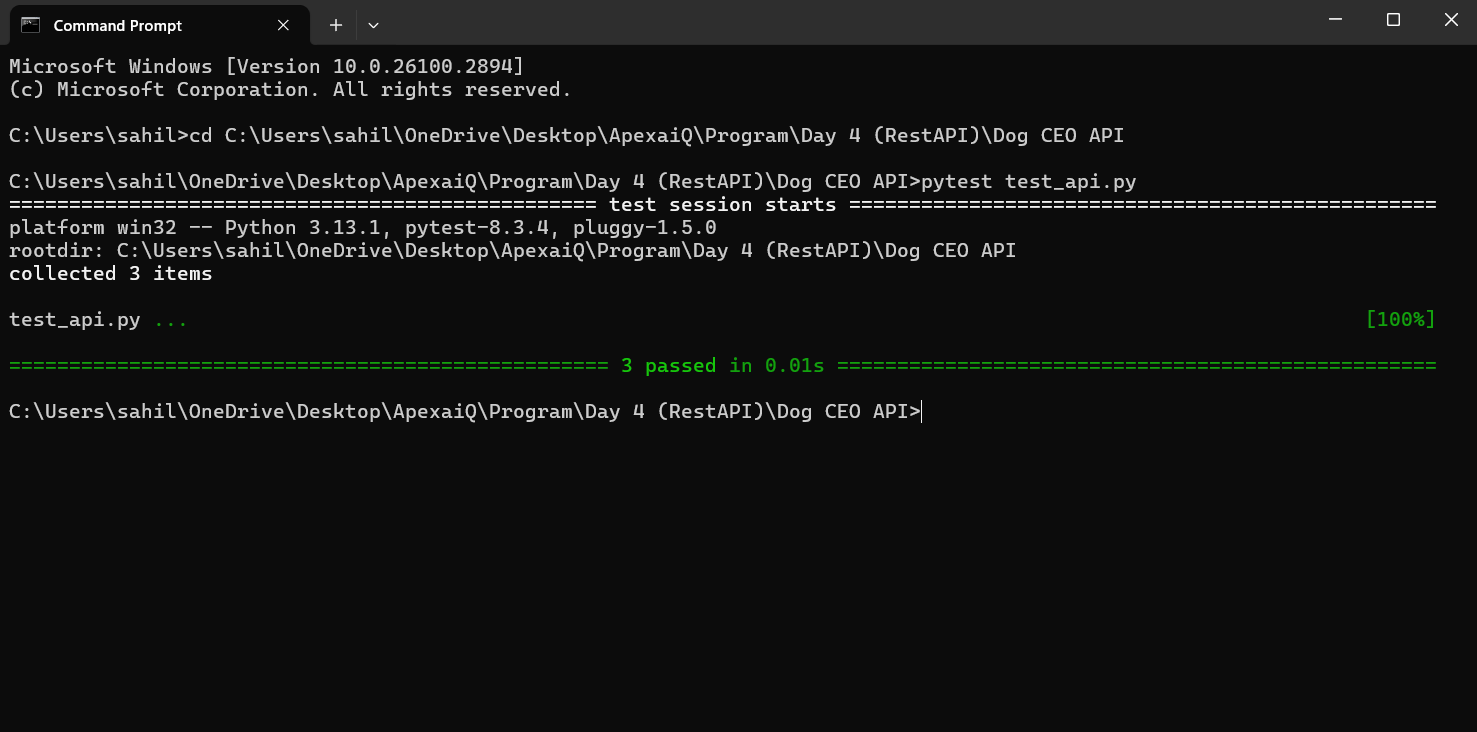 Command Prompt
Microsoft Windows [Version 10.0.26100.2894]
(c) Microsoft Corporation. All rights reserved.
C:\Users\sahil>cd C:\Users\sahil\OneDrive\Desktop\ApexaiQ\Program\Day 4 (RestAPI)\Dog CEO API
C:\Users\sahil\OneDrive\Desktop\ApexaiQ\Program\Day 4 (RestAPI)\Dog CEO API>pytest test_api.py
================================================= test session starts =================================================
platform win32 -- Python 3.13.1, pytest-8.3.4, pluggy-1.5.0
rootdir: C:\Users\sahil\OneDrive\Desktop\ApexaiQ\Program\Day 4 (RestAPI)\Dog CEO API
collected 3 items
test_api.py ... [100%]
================================================== 3 passed in 0.01s ==================================================
C:\Users\sahil\OneDrive\Desktop\ApexaiQ\Program\Day 4 (RestAPI)\Dog CEO API>